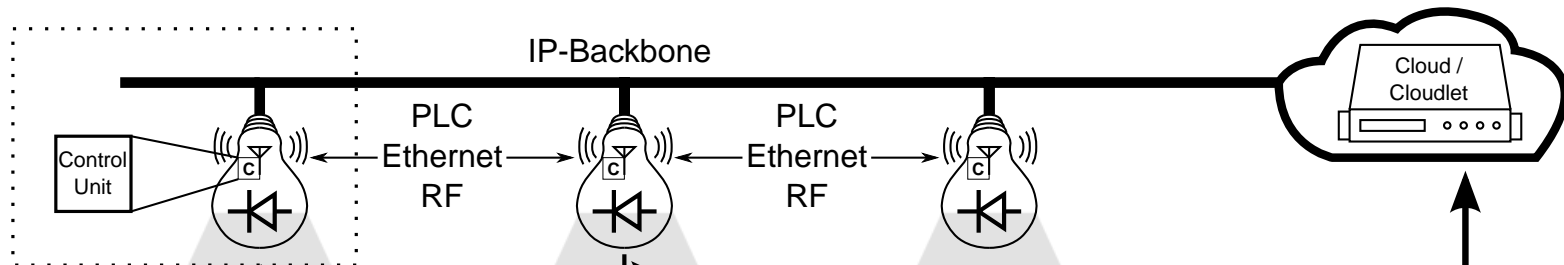 IP-Backbone
Cloud /
Cloudlet
Control
Unit
C
PLC
Ethernet
RF
C
PLC
Ethernet
RF
C